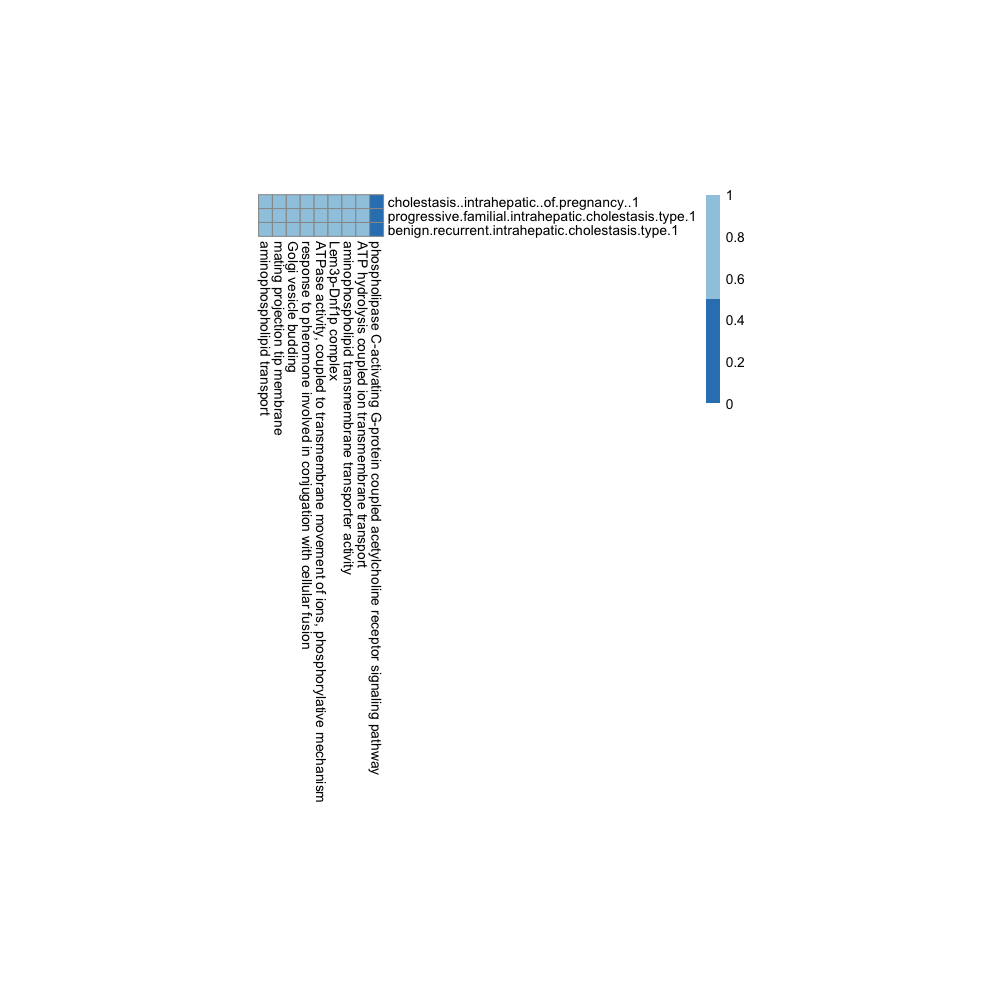 cholestasis..intrahepatic..of.pregnancy..1
progressive.familial.intrahepatic.cholestasis.type.1
benign.recurrent.intrahepatic.cholestasis.type.1
1
0.8
0.6
0.4
0.2
0
aminophospholipid transport
mating projection tip membrane
Golgi vesicle budding
response to pheromone involved in conjugation with cellular fusion
ATPase activity, coupled to transmembrane movement of ions, phosphorylative mechanism
Lem3p-Dnf1p complex
aminophospholipid transmembrane transporter activity
ATP hydrolysis coupled ion transmembrane transport
phospholipase C-activating G-protein coupled acetylcholine receptor signaling pathway